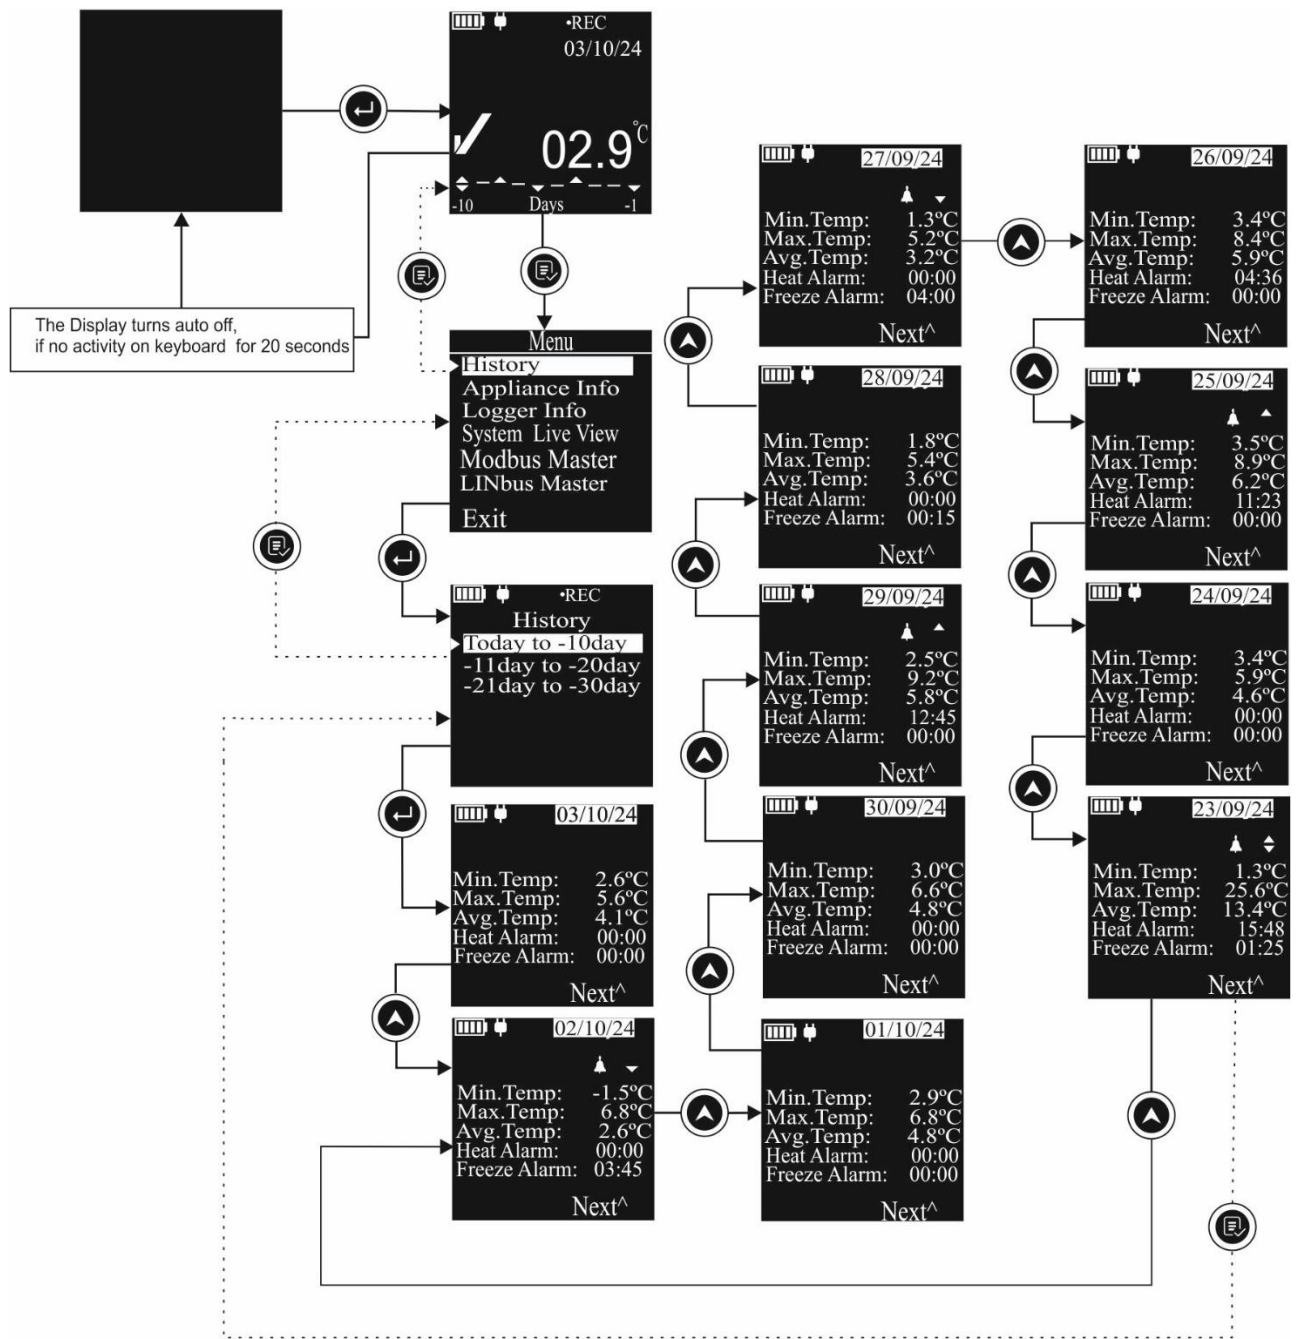 •REC
03/10/24
02.9°C
-10 Days -1
The Display turns auto off,
if no activity on keyboard for 20 seconds
Menu
History
Appliance Info
Logger Info
System Live View
Modbus Master
LINbus Master
Exit
•REC
History
Today to -10day
-11day to -20day
-21day to -30day
03/10/24
Min.Temp: 2.6ºC
Max.Temp: 5.6ºC
Avg.Temp: 4.1ºC
Heat Alarm: 00:00
Freeze Alarm: 00:00
Next^
02/10/24
Min.Temp: -1.5ºC
Max.Temp: 6.8ºC
Avg.Temp: 2.6ºC
Heat Alarm: 00:00
Freeze Alarm: 03:45
Next^
01/10/24
Min.Temp: 2.9ºC
Max.Temp: 6.8ºC
Avg.Temp: 4.8ºC
Heat Alarm: 00:00
Freeze Alarm: 00:00
Next^
30/09/24
Min.Temp: 3.0ºC
Max.Temp: 6.6ºC
Avg.Temp: 4.8ºC
Heat Alarm: 00:00
Freeze Alarm: 00:00
Next^
29/09/24
Min.Temp: 2.5ºC
Max.Temp: 9.2ºC
Avg.Temp: 5.8ºC
Heat Alarm: 12:45
Freeze Alarm: 00:00
Next^
28/09/24
Min.Temp: 1.8ºC
Max.Temp: 5.4ºC
Avg.Temp: 3.6ºC
Heat Alarm: 00:00
Freeze Alarm: 00:15
Next^
27/09/24
Min.Temp: 1.3ºC
Max.Temp: 5.2ºC
Avg.Temp: 3.2ºC
Heat Alarm: 00:00
Freeze Alarm: 04:00
Next^
26/09/24
Min.Temp: 3.4ºC
Max.Temp: 8.4ºC
Avg.Temp: 5.9ºC
Heat Alarm: 04:36
Freeze Alarm: 00:00
Next^
25/09/24
Min.Temp: 3.5ºC
Max.Temp: 8.9ºC
Avg.Temp: 6.2ºC
Heat Alarm: 11:23
Freeze Alarm: 00:00
Next^
24/09/24
Min.Temp: 3.4ºC
Max.Temp: 5.9ºC
Avg.Temp: 4.6ºC
Heat Alarm: 00:00
Freeze Alarm: 00:00
Next^
23/09/24
Min.Temp: 1.3ºC
Max.Temp: 25.6ºC
Avg.Temp: 13.4ºC
Heat Alarm: 15:48
Freeze Alarm: 01:25
Next^